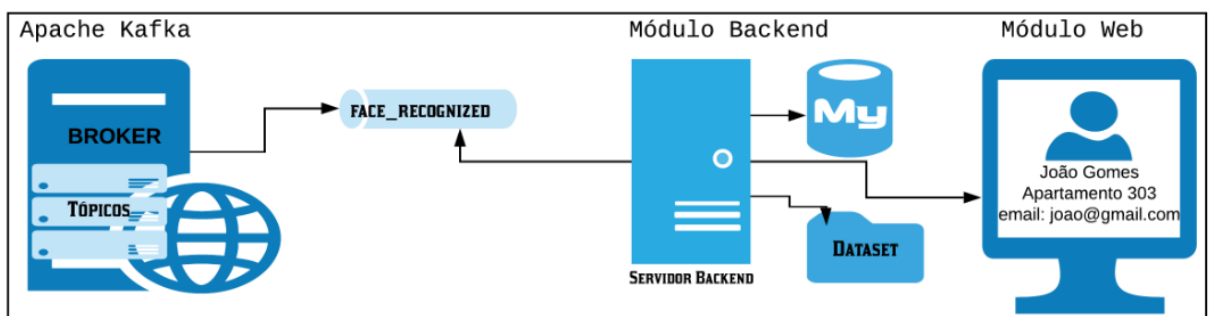 Apache Kafka
Módulo Backend
Módulo Web
BROKER
TÓPICOS
FACE_RECOGNIZED
My
SERVIDOR BACKEND
DATASET
João Gomes
Apartamento 303
email: joao@gmail.com